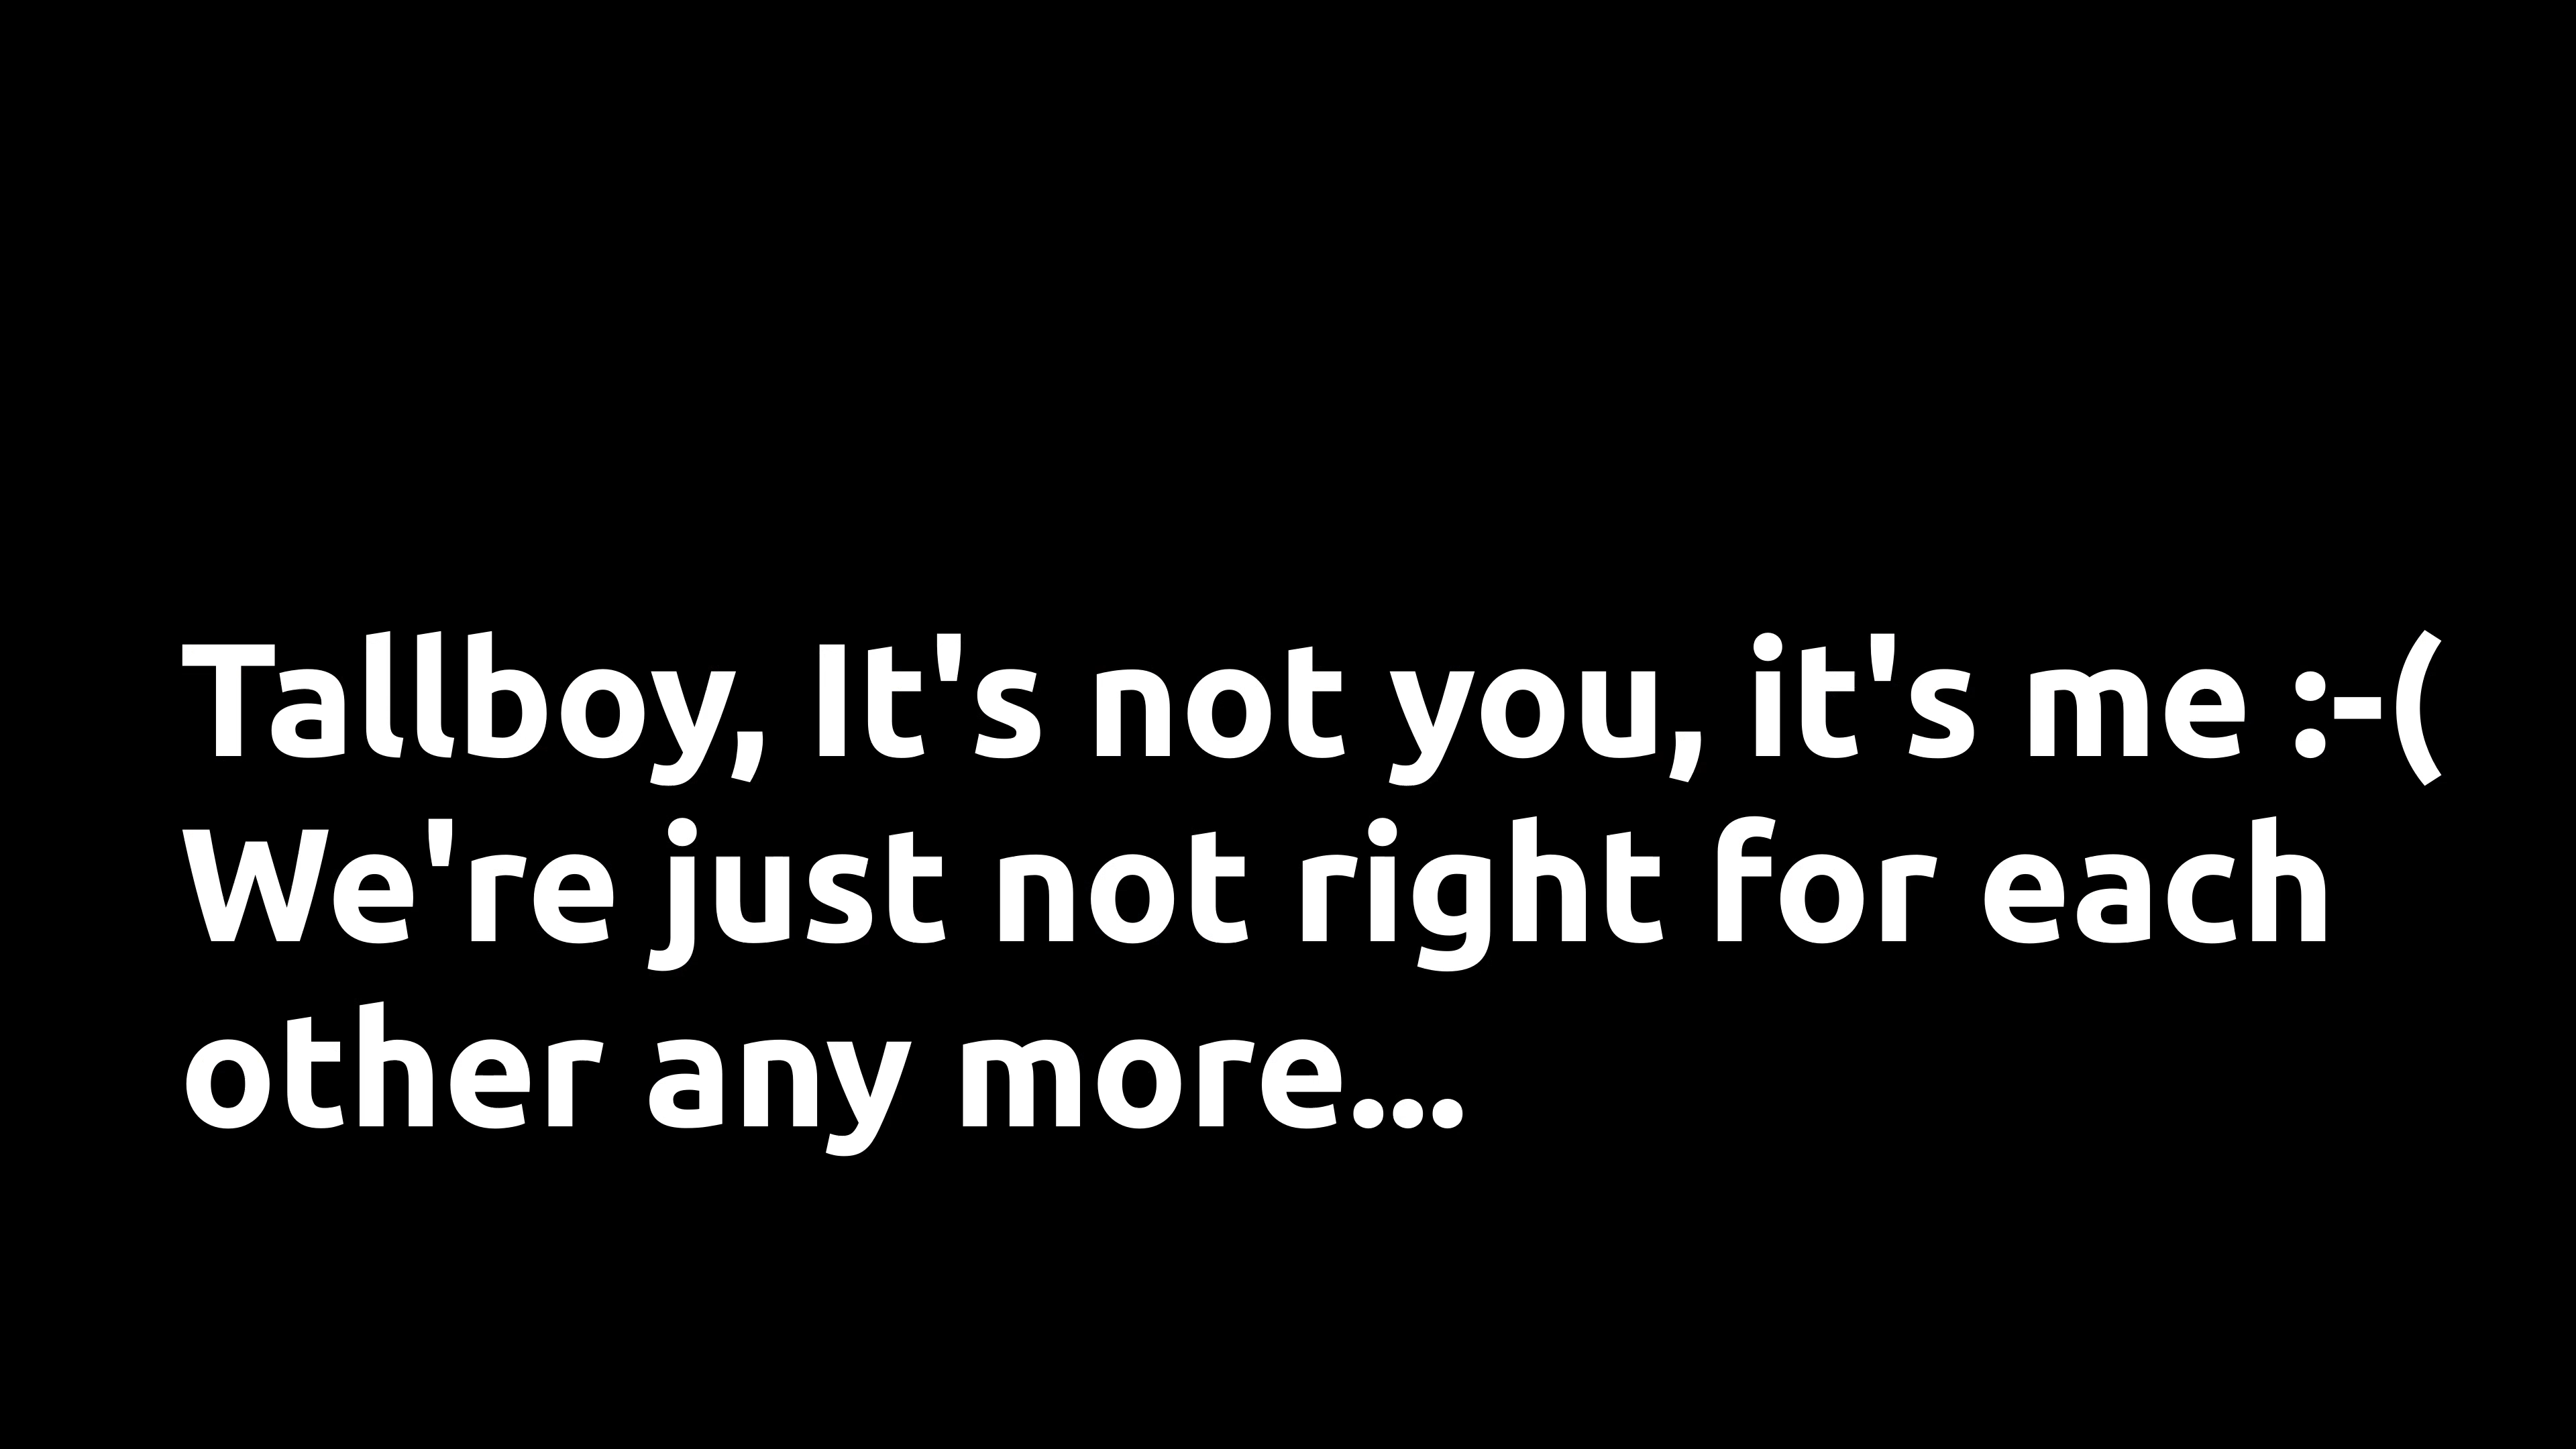 Tallboy, It's not you, it's me :-(
We're just not right for each
other any more...